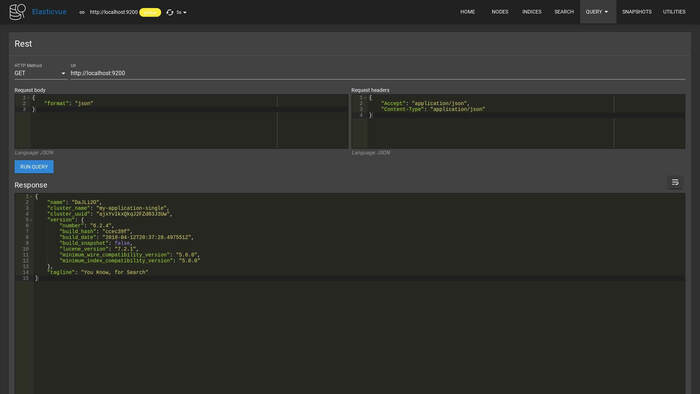 Elasticvue
http://localhost:9200
5s
HOME
NODES
INDICES
SEARCH
QUERY
SNAPSHOTS
UTILITIES
Rest
HTTP Method
Url
GET
http://localhost:9200
Request body
Request headers
1 {
2 "format": "json"
3 }
1 {
2 "Accept": "application/json",
3 "Content-Type": "application/json"
4 }
Language: JSON
Language: JSON
RUN QUERY
Response
1 {
2 "name": "DaJLi2O",
3 "cluster_name": "my-application-single",
4 "cluster_uuid":
5 "version": {
6 "number": "6.2.4",
7 "build_hash": "ccec39f",
8 "build_date": "2018-04-12T20:37:28.497551Z",
9 "build_snapshot": false,
10 "lucene_version": "7.2.1",
11 "minimum_wire_compatibility_version": "5.6.0",
12 "minimum_index_compatibility_version": "5.0.0"
13 },
14 "tagline": "You Know, for Search"
15 }